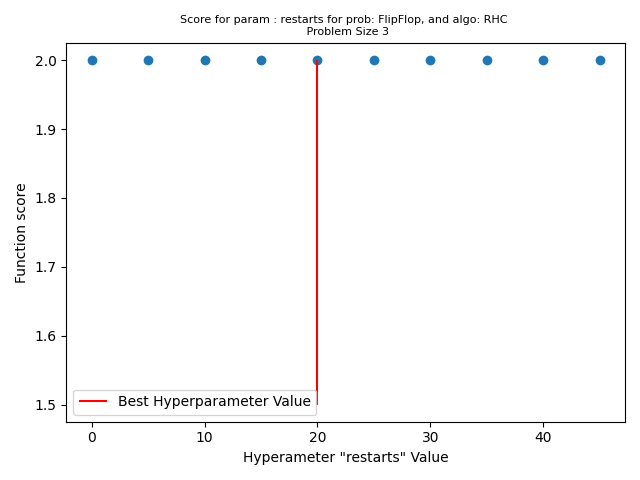 Score for param : restarts for prob: FlipFlop, and algo: RHC
Problem Size 3
2.0
1.9
1.8
1.7
1.6
1.5
Function score
Best Hyperparameter Value
0 10 20 30 40
Hyperameter "restarts" Value